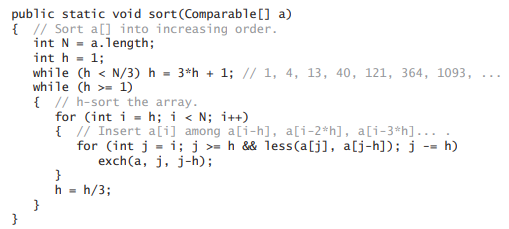 public static void sort(Comparable[] a)
{  // Sort a[] into increasing order.
   int N = a.length;
   int h = 1;
   while (h < N/3) h = 3*h + 1; // 1, 4, 13, 40, 121, 364, 1093, ...
   while (h >= 1)
   {  // h-sort the array.
      for (int i = h; i < N; i++)
      {  // Insert a[i] among a[i-h], a[i-2*h], a[i-3*h]... .
         for (int j = i; j >= h && less(a[j], a[j-h]); j -= h)
            exch(a, j, j-h);
      }
      h = h/3;
   }
}